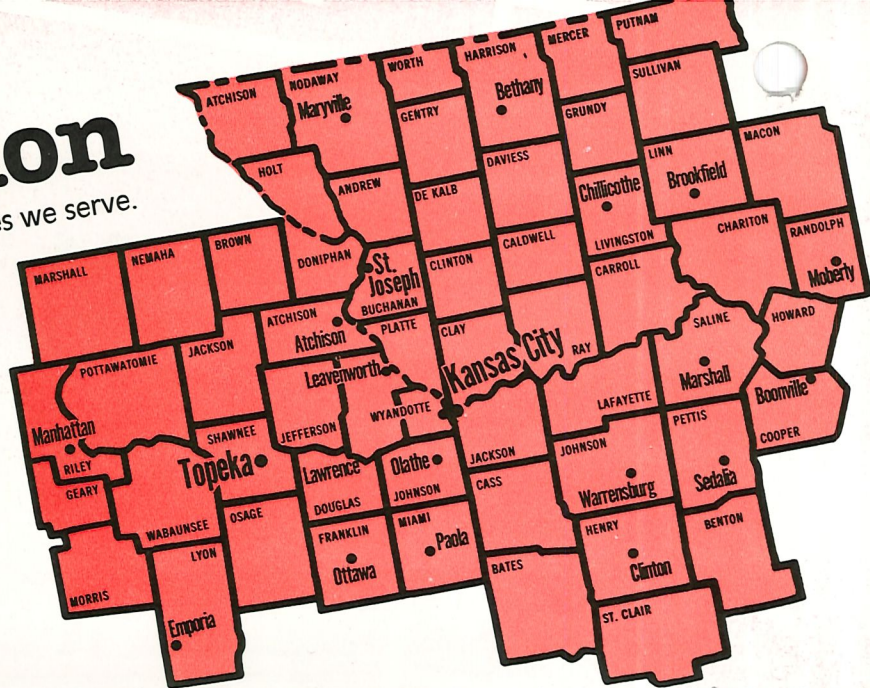 on
s we serve.
PUTNAM
MERCER
HARRISON
WORTH
NODAWAY
ATCHISON
Maryville
Bethany
SULLIVAN
GENTRY
GRUNDY
MACON
LINN
Brookfield
DAVIESS
HOLT
ANDREW
DE KALB
Chillicothe
LIVINGSTON
CHARITON
RANDOLPH
Moberly
CALDWELL
CARROLL
MARSHALL
NEMAHA
BROWN
DONIPHAN
St.
Joseph
BUCHANAN
CLINTON
ATCHISON
Atchison
PLATTE
CLAY
RAY
Kansas City
SALINE
Marshall
HOWARD
Boonville
COOPER
POTTAWATOMIE
JACKSON
Leavenworth
WYANDOTTE
JEFFERSON
LAFAYETTE
PETTIS
Sedalia
Manhattan
RILEY
GEARY
SHAWNEE
Topeka
Lawrence
DOUGLAS
Olathe
JOHNSON
JACKSON
CASS
JOHNSON
Warrensburg
WABAUNSEE
OSAGE
FRANKLIN
Ottawa
MIAMI
Paola
HENRY
Clinton
BENTON
MORRIS
LYON
Emporia
BATES
ST. CLAIR